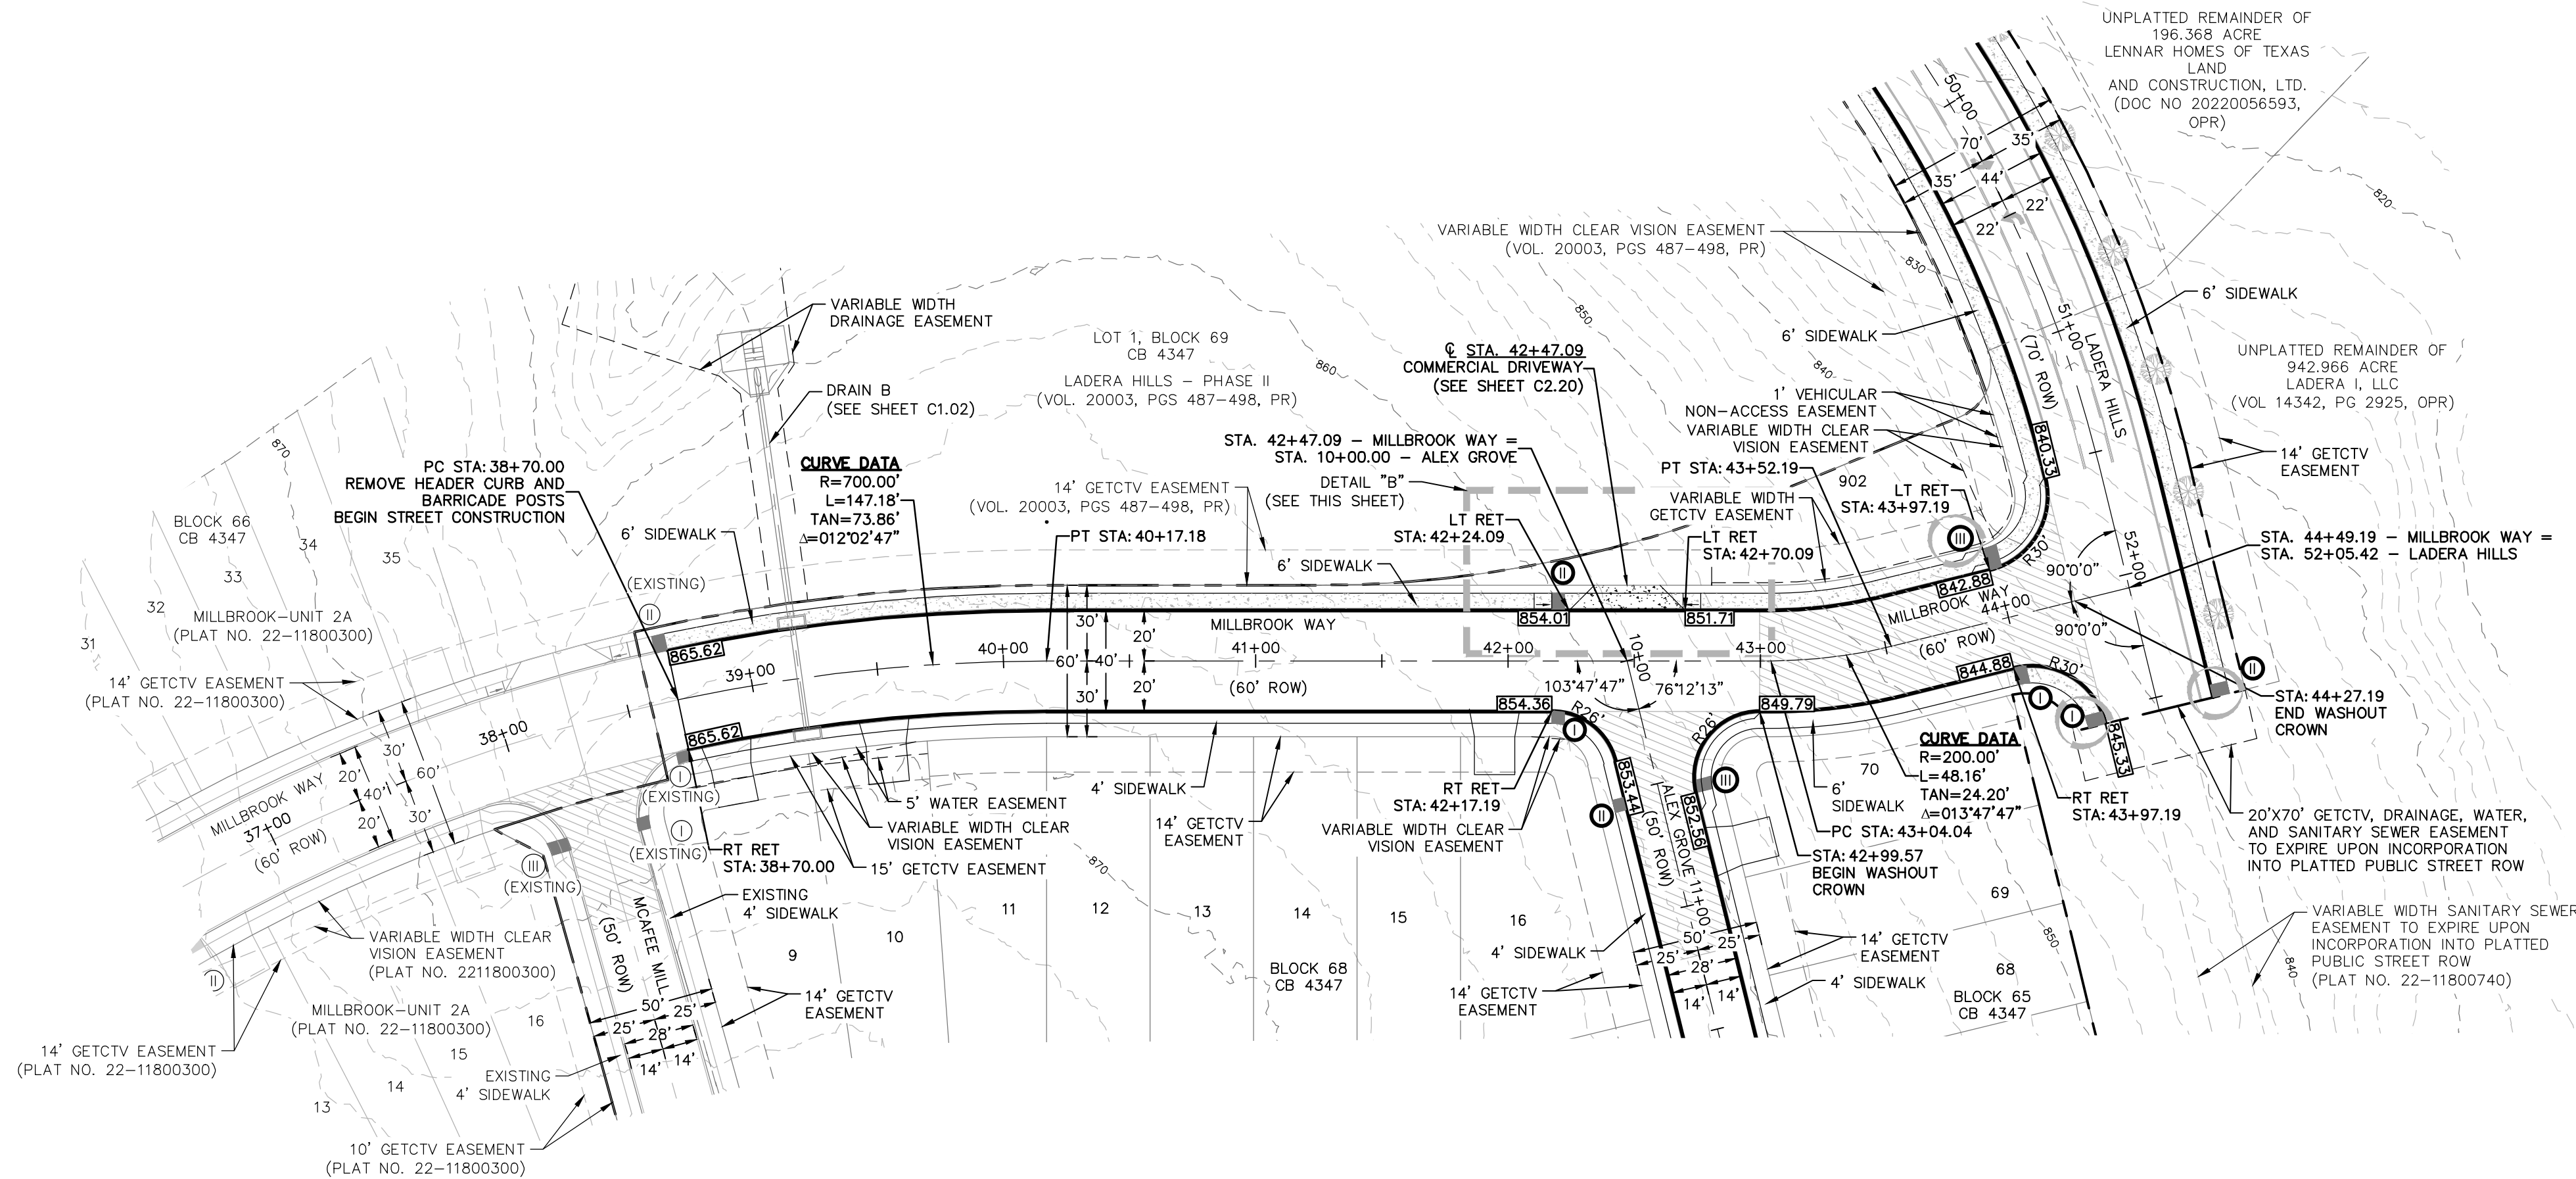 UNPLATTED REMAINDER OF
196.368 ACRE
LENNAR HOMES OF TEXAS
LAND
AND CONSTRUCTION, LTD.
(DOC NO 20220056593,
OPR)
50+00
70'
35'
35'
44'
22'
22'
820
VARIABLE WIDTH CLEAR VISION EASEMENT
(VOL. 20003, PGS 487-498, PR)
830
6' SIDEWALK
6' SIDEWALK
51+00
LADERA HILLS
(70' ROW)
UNPLATTED REMAINDER OF
942.966 ACRE
LADERA I, LLC
(VOL 14342, PG 2925, OPR)
14' GETCTV
EASEMENT
VARIABLE WIDTH
DRAINAGE EASEMENT
DRAIN B
(SEE SHEET C1.02)
LOT 1, BLOCK 69
CB 4347
LADERA HILLS - PHASE II
(VOL. 20003, PGS 487-498, PR)
860
850
840
℄ STA. 42+47.09
COMMERCIAL DRIVEWAY
(SEE SHEET C2.20)
1' VEHICULAR
NON-ACCESS EASEMENT
VARIABLE WIDTH CLEAR
VISION EASEMENT
STA. 42+47.09 - MILLBROOK WAY =
STA. 10+00.00 - ALEX GROVE
DETAIL "B"
(SEE THIS SHEET)
PT STA: 43+52.19
902
VARIABLE WIDTH
GETCTV EASEMENT
LT RET
STA: 43+97.19
840.33
870
PC STA: 38+70.00
REMOVE HEADER CURB AND
BARRICADE POSTS
BEGIN STREET CONSTRUCTION
CURVE DATA
R=700.00'
L=147.18'
TAN=73.86'
Δ=012°02'47"
14' GETCTV EASEMENT
(VOL. 20003, PGS 487-498, PR)
PT STA: 40+17.18
LT RET
STA: 42+24.09
LT RET
STA: 42+70.09
III
R30'
90°0'0"
52+00
STA. 44+49.19 - MILLBROOK WAY =
STA. 52+05.42 - LADERA HILLS
BLOCK 66
CB 4347
31
32
33
34
35
6' SIDEWALK
6' SIDEWALK
II
MILLBROOK-UNIT 2A
(PLAT NO. 22-11800300)
(EXISTING)
II
865.62
854.01
851.71
842.88
MILLBROOK WAY
44+00
(60' ROW)
90°0'0"
14' GETCTV EASEMENT
(PLAT NO. 22-11800300)
30'
60'
30'
40'
20'
20'
MILLBROOK WAY
39+00
40+00
41+00
42+00
43+00
(60' ROW)
10+00
103°47'47"
76°12'13"
844.88
R30'
II
I
I
845.33
STA: 44+27.19
END WASHOUT
CROWN
38+00
MILLBROOK WAY
37+00
(60' ROW)
20'
40'
20'
30'
60'
30'
865.62
854.36
R26'
I
R26'
849.79
CURVE DATA
R=200.00'
L=48.16'
TAN=24.20'
Δ=013°47'47"
70
RT RET
STA: 43+97.19
6'
SIDEWALK
PC STA: 43+04.04
STA: 42+99.57
BEGIN WASHOUT
CROWN
20'X70' GETCTV, DRAINAGE, WATER,
AND SANITARY SEWER EASEMENT
TO EXPIRE UPON INCORPORATION
INTO PLATTED PUBLIC STREET ROW
I
(EXISTING)
I
(EXISTING)
RT RET
STA: 38+70.00
5' WATER EASEMENT
VARIABLE WIDTH CLEAR
VISION EASEMENT
15' GETCTV EASEMENT
4' SIDEWALK
14' GETCTV
EASEMENT
RT RET
STA: 42+17.19
VARIABLE WIDTH CLEAR
VISION EASEMENT
853.44
II
852.56
III
ALEX GROVE
(50' ROW)
11+00
III
(EXISTING)
EXISTING
4' SIDEWALK
MCAFEE MILL
(50' ROW)
870
9
10
11
12
13
14
15
16
BLOCK 68
CB 4347
69
68
BLOCK 65
CB 4347
850
840
VARIABLE WIDTH SANITARY SEWER
EASEMENT TO EXPIRE UPON
INCORPORATION INTO PLATTED
PUBLIC STREET ROW
(PLAT NO. 22-11800740)
4' SIDEWALK
14' GETCTV
EASEMENT
50'
25'
25'
28'
14'
14'
14' GETCTV
EASEMENT
4' SIDEWALK
VARIABLE WIDTH CLEAR
VISION EASEMENT
(PLAT NO. 2211800300)
II
MILLBROOK-UNIT 2A
(PLAT NO. 22-11800300)
14' GETCTV
EASEMENT
50'
25'
25'
28'
14'
14'
16
15
14
13
14' GETCTV EASEMENT
(PLAT NO. 22-11800300)
EXISTING
4' SIDEWALK
10' GETCTV EASEMENT
(PLAT NO. 22-11800300)